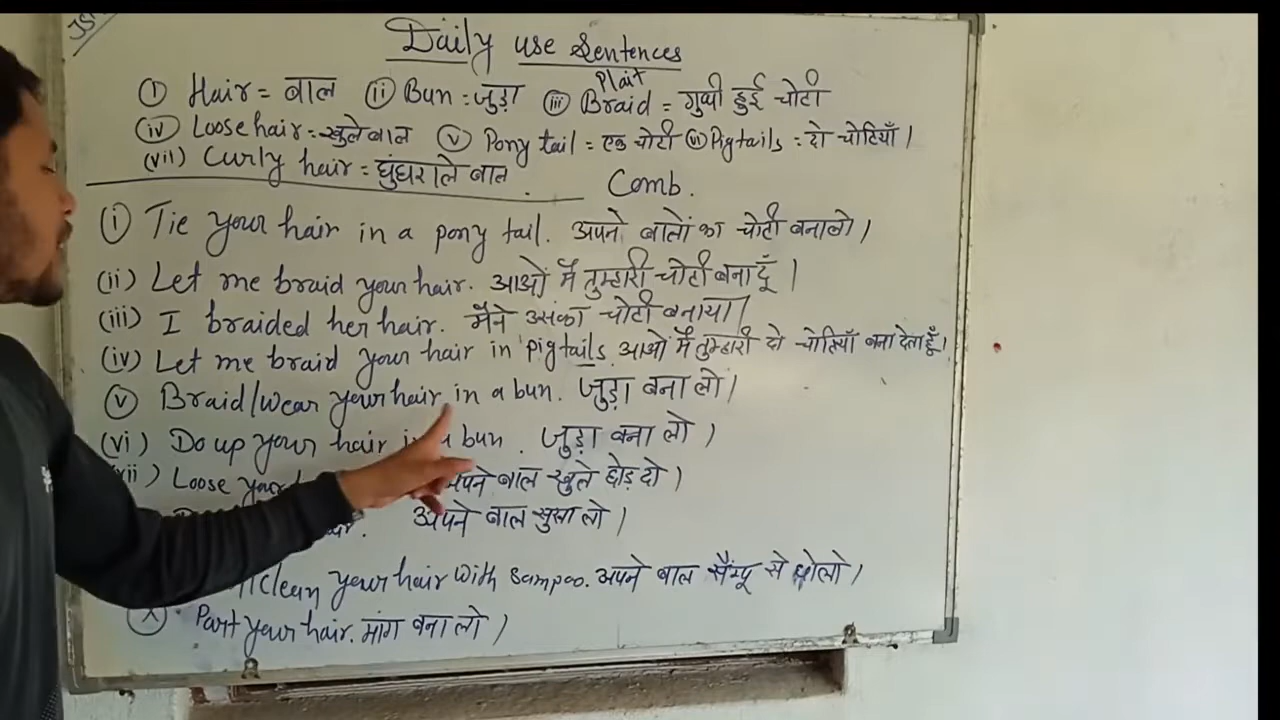 JSR
Daily use Sentences
Plait
(i) Hair = बाल (ii) Bun = जुड़ा (iii) Braid = गुथी हुई चोटी
(iv) Loose hair = खुले बाल (v) Pony tail = एक चोटी (vi) Pigtails = दो चोटियाँ।
(vii) Curly hair = घुंघराले बाल. Comb.
(i) Tie your hair in a pony tail. अपने बालों का चोटी बनालो।
(ii) Let me braid your hair. आओं मैं तुम्हारी चोटी बना दूँ।
(iii) I braided her hair. मैंने उसका चोटी बनाया।
(iv) Let me braid your hair in pigtails आओं मैं तुम्हारी दो चोटियाँ बना देता हूँ।
(v) Braid/Wear your hair in a bun. जुड़ा बना लो।
(vi) Do up your hair in a bun. जुड़ा बना लो।
Loose अपने बाल खुले छोड़ दो।
अपने बाल सुखा लो।
/Clean your hair with sampoo. अपने बाल सैम्पू से धोलो।
(x) Part your hair. मांग बना लो।